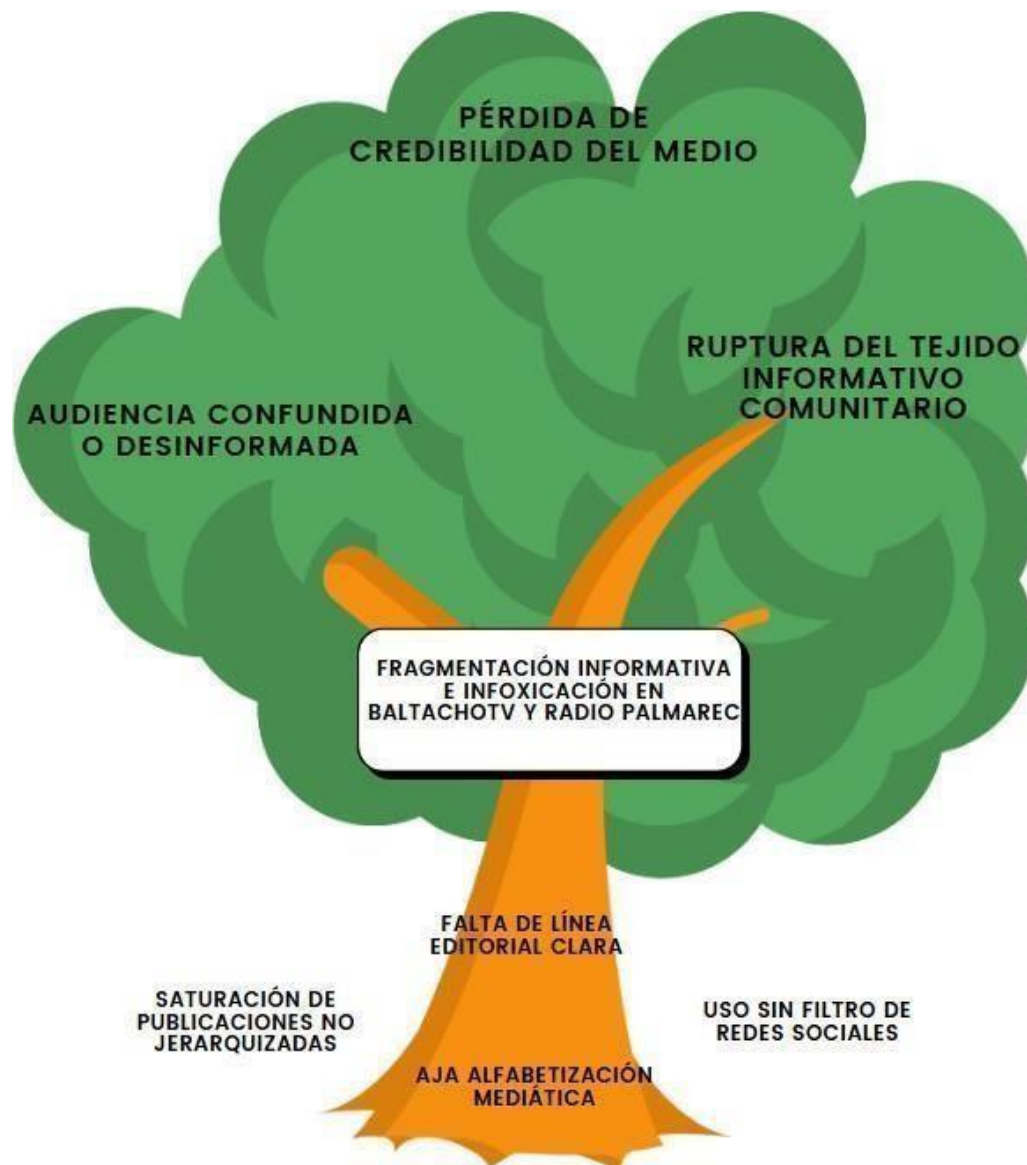 PÉRDIDA DE
CREDIBILIDAD DEL MEDIO
RUPTURA DEL TEJIDO
INFORMATIVO
COMUNITARIO
AUDIENCIA CONFUNDIDA
O DESINFORMADA
FRAGMENTACIÓN INFORMATIVA
E INFOXICACIÓN EN
BALTACHOTV Y RADIO PALMAREC
FALTA DE LÍNEA
EDITORIAL CLARA
SATURACIÓN DE
PUBLICACIONES NO
JERARQUIZADAS
USO SIN FILTRO DE
REDES SOCIALES
AJA ALFABETIZACIÓN
MEDIÁTICA